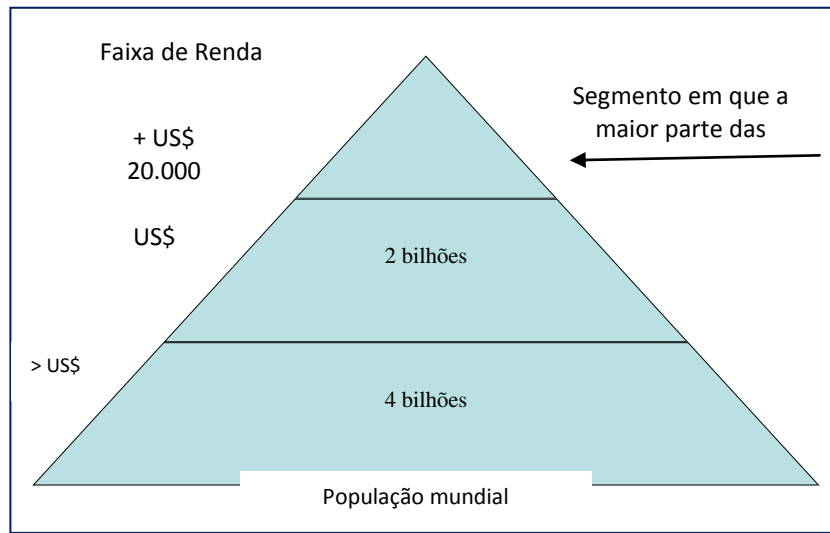 Faixa de Renda
Segmento em que a
maior parte das
+ US$
20.000
US$
2 bilhões
> US$
4 bilhões
População mundial